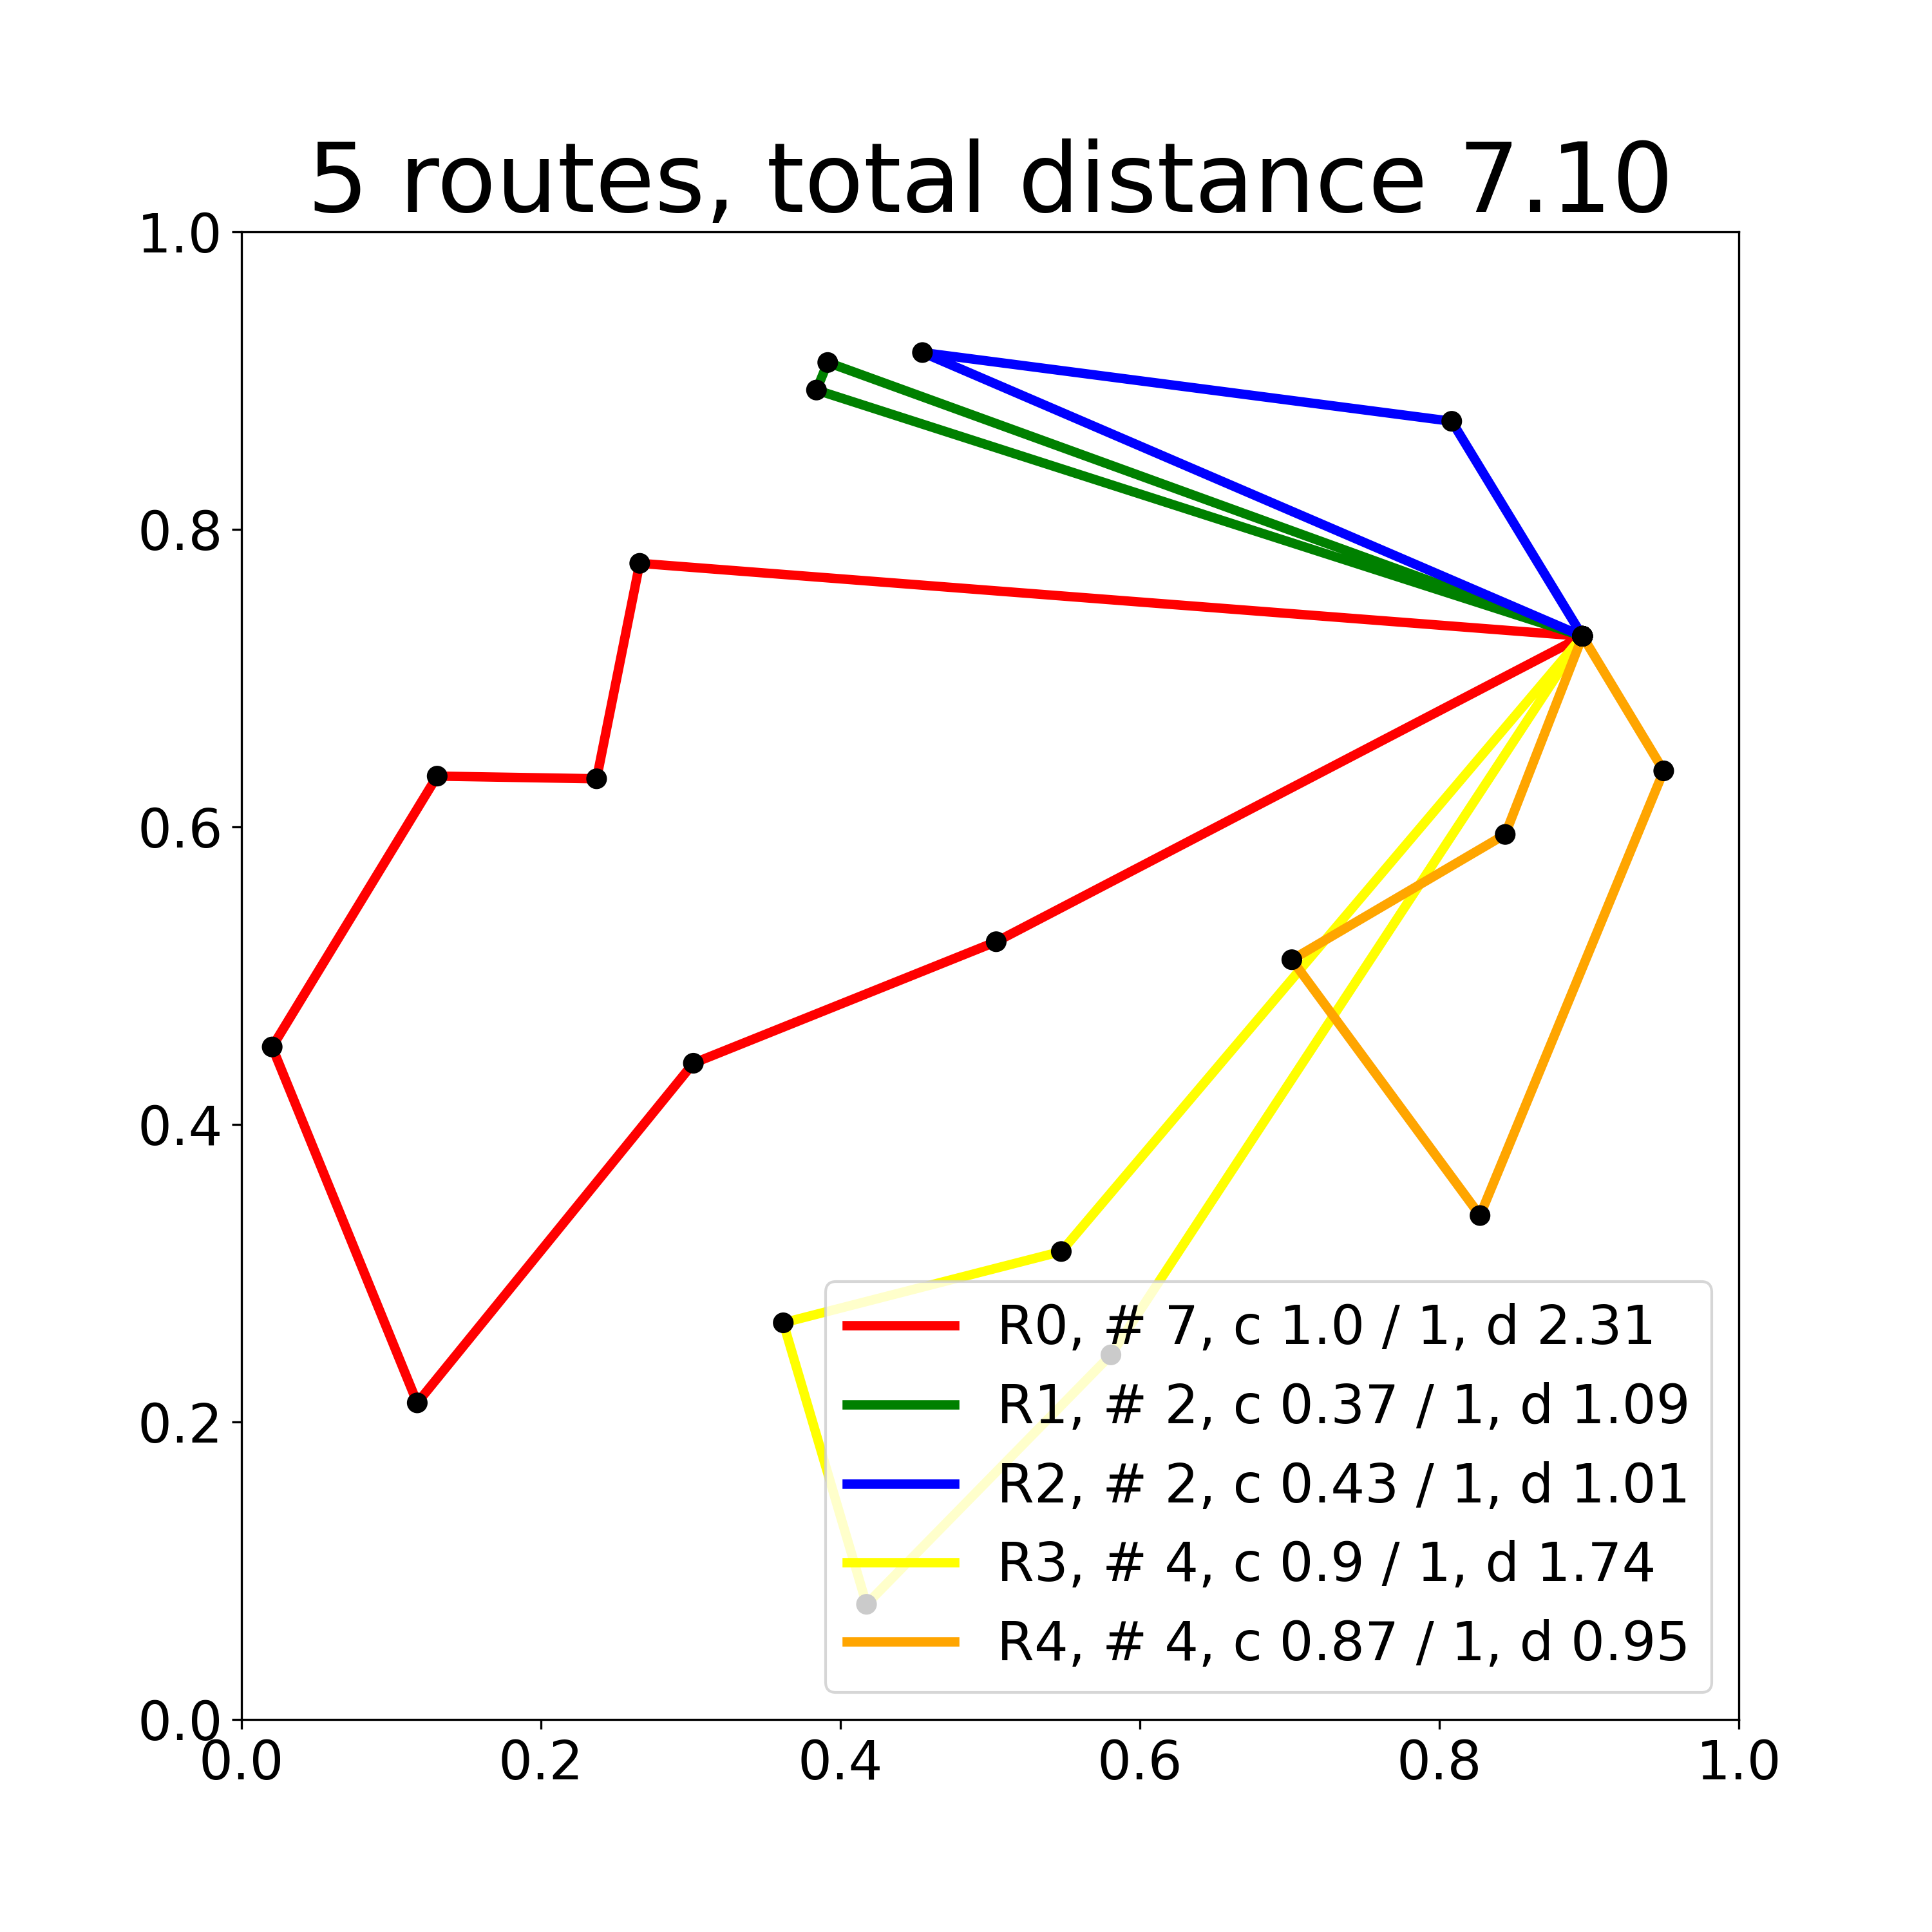 5 routes, total distance 7.10
1.0
0.8
0.6
0.4
0.2
0.0
0.0 0.2 0.4 0.6 0.8 1.0
R0, # 7, c 1.0 / 1, d 2.31
R1, # 2, c 0.37 / 1, d 1.09
R2, # 2, c 0.43 / 1, d 1.01
R3, # 4, c 0.9 / 1, d 1.74
R4, # 4, c 0.87 / 1, d 0.95